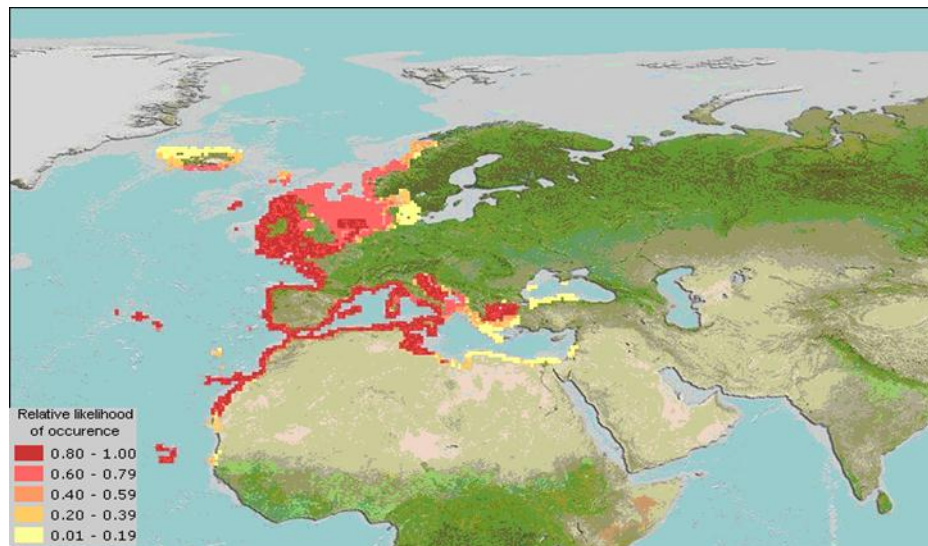 Relative likelihood
of occurence
0.80 - 1.00
0.60 - 0.79
0.40 - 0.59
0.20 - 0.39
0.01 - 0.19